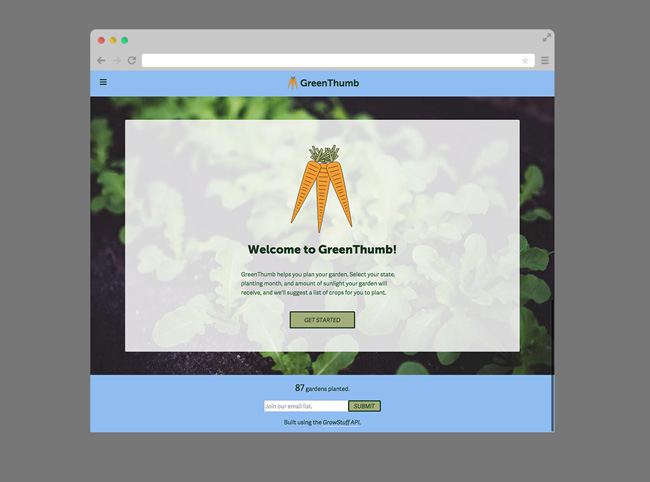 GreenThumb
Welcome to GreenThumb!
GreenThumb helps you plan your garden. Select your state,
planting month, and amount of sunlight your garden will
receive, and we'll suggest a list of crops for you to plant.
GET STARTED
87 gardens planted.
Join our email list. SUBMIT
Built using the GrowStuff API.